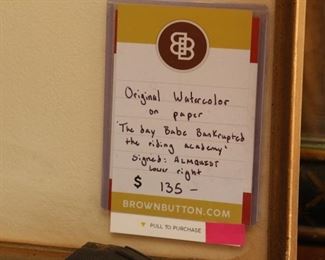 BB
Original Watercolor
on paper
'The day Babe Bankrupted
the riding academy'
Signed: ALMQUIST
lower right
$ 135 -
BROWNBUTTON.COM
PULL TO PURCHASE